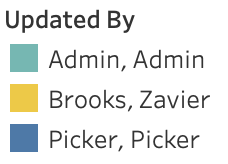 Updated By
Admin, Admin
Brooks, Zavier
Picker, Picker